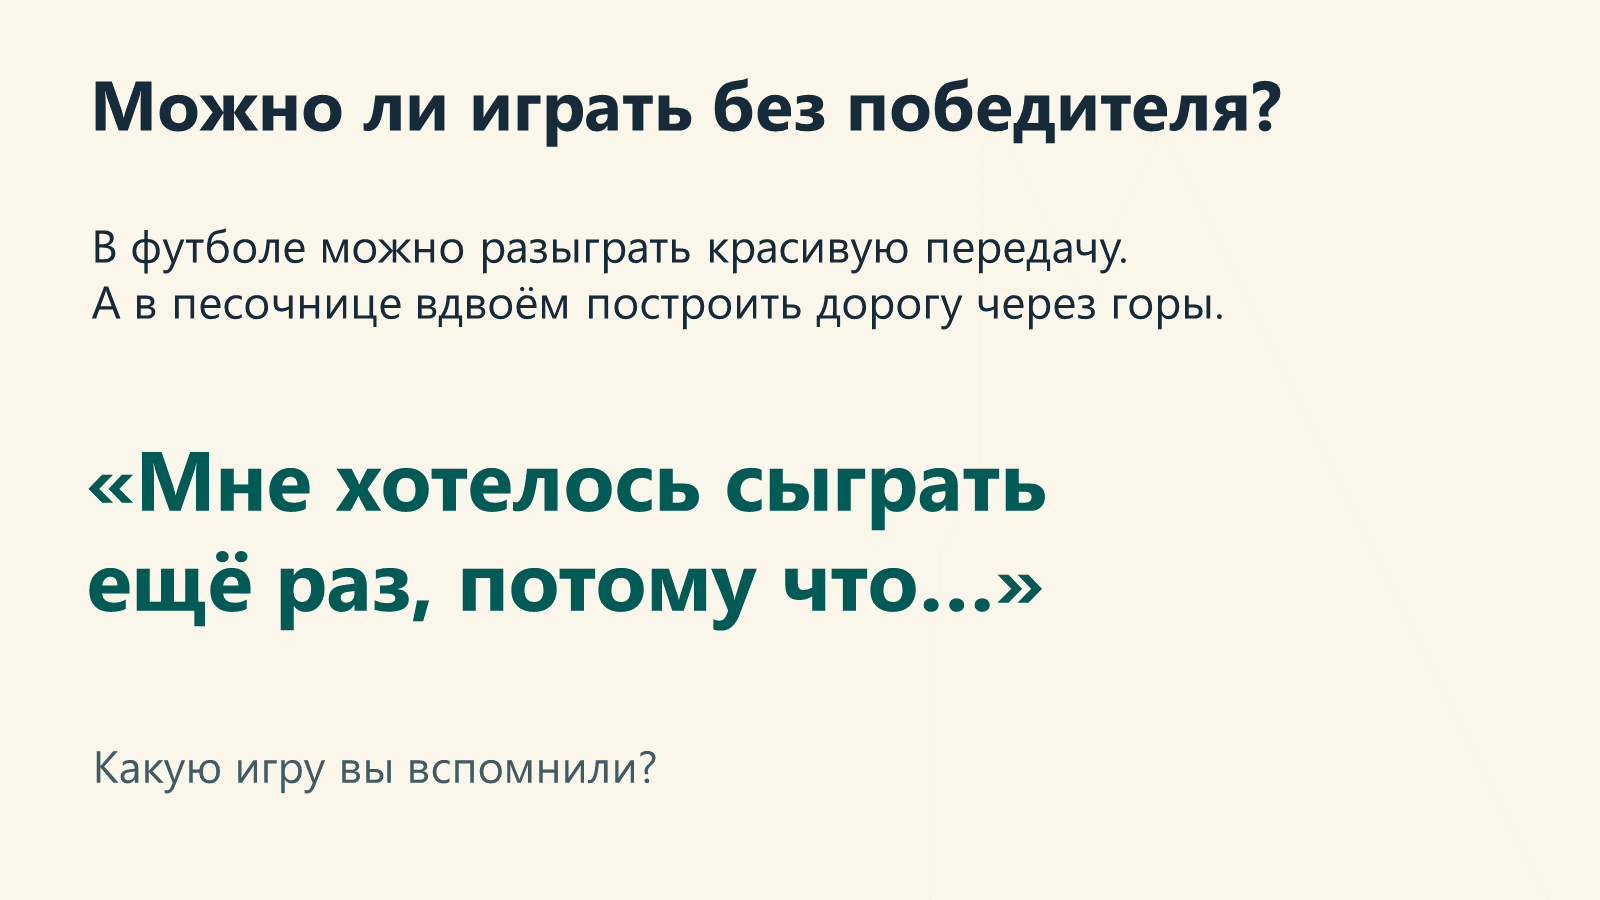 Можно ли играть без победителя?
В футболе можно разыграть красивую передачу.
А в песочнице вдвоём построить дорогу через горы.
«Мне хотелось сыграть
ещё раз, потому что...»
Какую игру вы вспомнили?